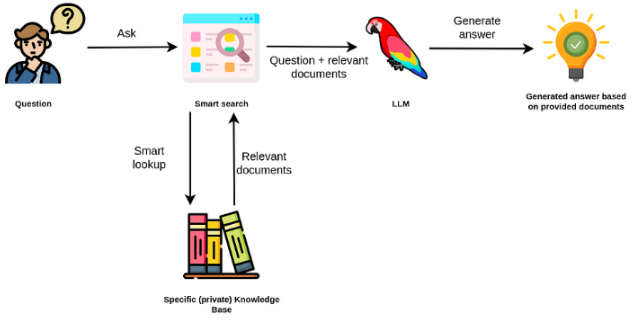 ?
Ask
Question + relevant
documents
Generate
answer
Question
Smart search
LLM
Generated answer based
on provided documents
Smart
lookup
Relevant
documents
Specific (private) Knowledge
Base